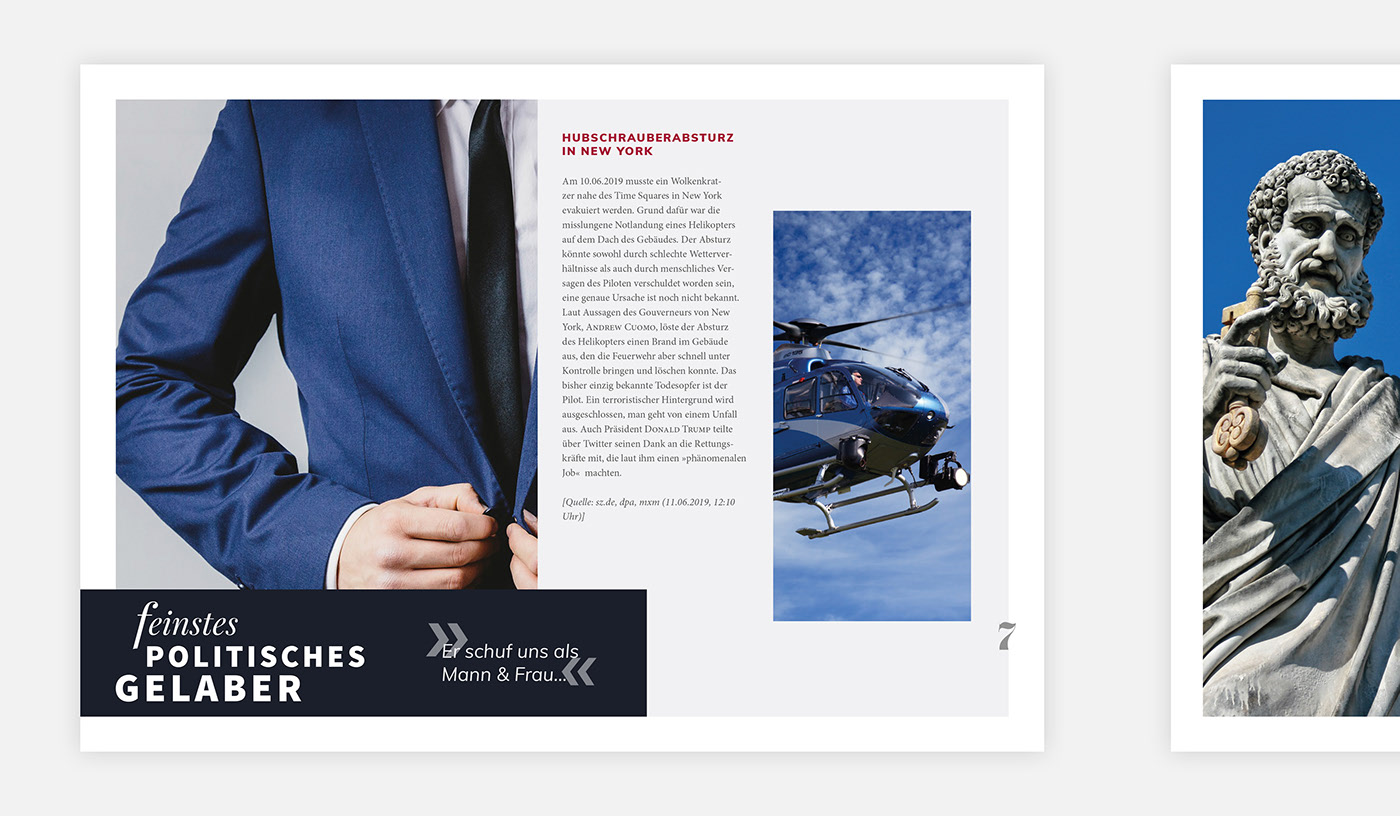 HUBSCHRAUBERABSTURZ
IN NEW YORK
Am 10.06.2019 musste ein Wolkenkrat-
zer nahe des Time Squares in New York
evakuiert werden. Grund dafür war die
misslungene Notlandung eines Helikopters
auf dem Dach des Gebäudes. Der Absturz
könnte sowohl durch schlechte Wetterver-
hältnisse als auch durch menschliches Ver-
sagen des Piloten verschuldet worden sein,
eine genaue Ursache ist noch nicht bekannt.
Laut Aussagen des Gouverneurs von New
York, ANDREW CUOMO, löste der Absturz
des Helikopters einen Brand im Gebäude
aus, den die Feuerwehr aber schnell unter
Kontrolle bringen und löschen konnte. Das
bisher einzig bekannte Todesopfer ist der
Pilot. Ein terroristischer Hintergrund wird
ausgeschlossen, man geht von einem Unfall
aus. Auch Präsident DONALD TRUMP teilte
über Twitter seinen Dank an die Rettungs-
kräfte mit, die laut ihm einen »phänomenalen
Job« machten.
[Quelle: sz.de, dpa, mxm (11.06.2019, 12:10
Uhr)]
feinstes
POLITISCHES
GELABER
»Er schuf uns als
Mann & Frau...«
7